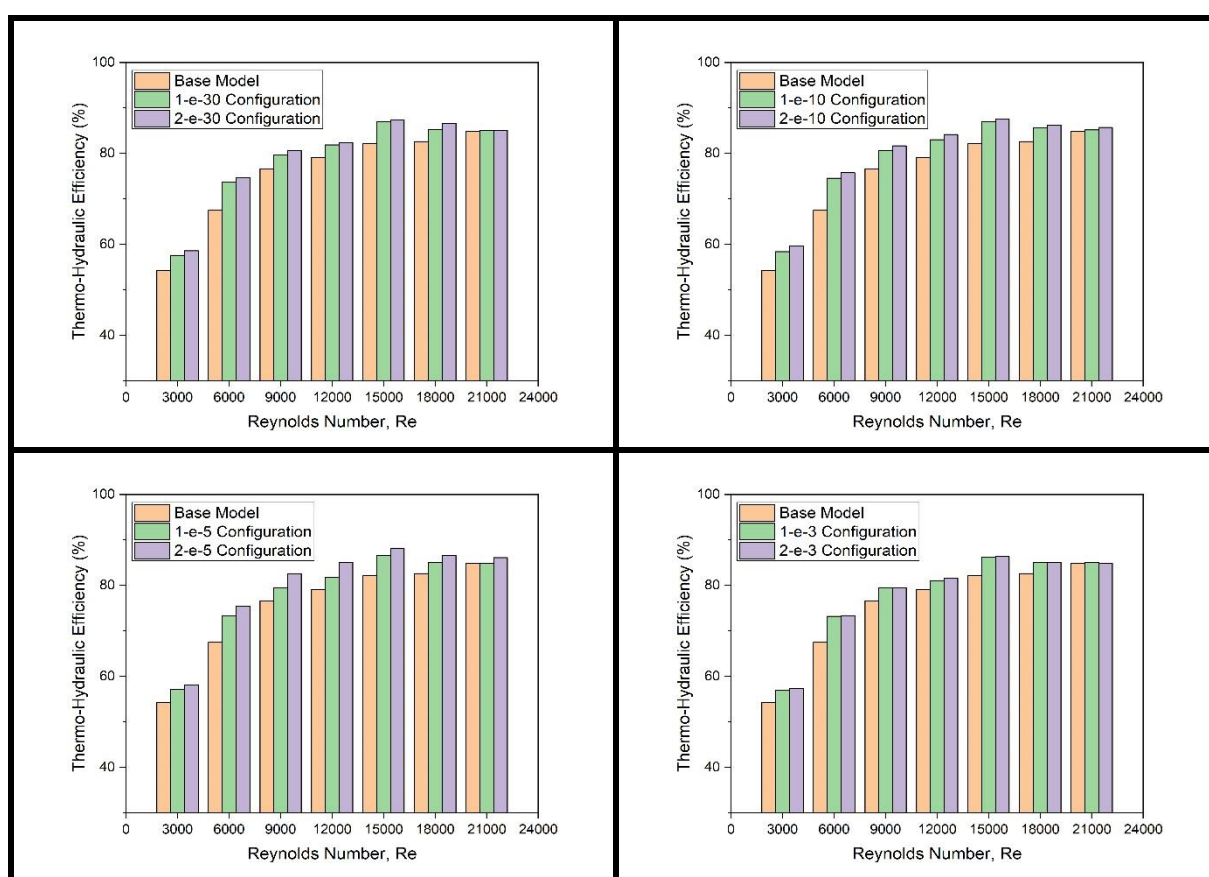 100
80
60
40
Thermo-Hydraulic Efficiency (%)
Base Model
1-e-30 Configuration
2-e-30 Configuration
0 3000 6000 9000 12000 15000 18000 21000 24000
Reynolds Number, Re
100
80
60
40
Thermo-Hydraulic Efficiency (%)
Base Model
1-e-10 Configuration
2-e-10 Configuration
0 3000 6000 9000 12000 15000 18000 21000 24000
Reynolds Number, Re
100
80
60
40
Thermo-Hydraulic Efficiency (%)
Base Model
1-e-5 Configuration
2-e-5 Configuration
0 3000 6000 9000 12000 15000 18000 21000 24000
Reynolds Number, Re
100
80
60
40
Thermo-Hydraulic Efficiency (%)
Base Model
1-e-3 Configuration
2-e-3 Configuration
0 3000 6000 9000 12000 15000 18000 21000 24000
Reynolds Number, Re